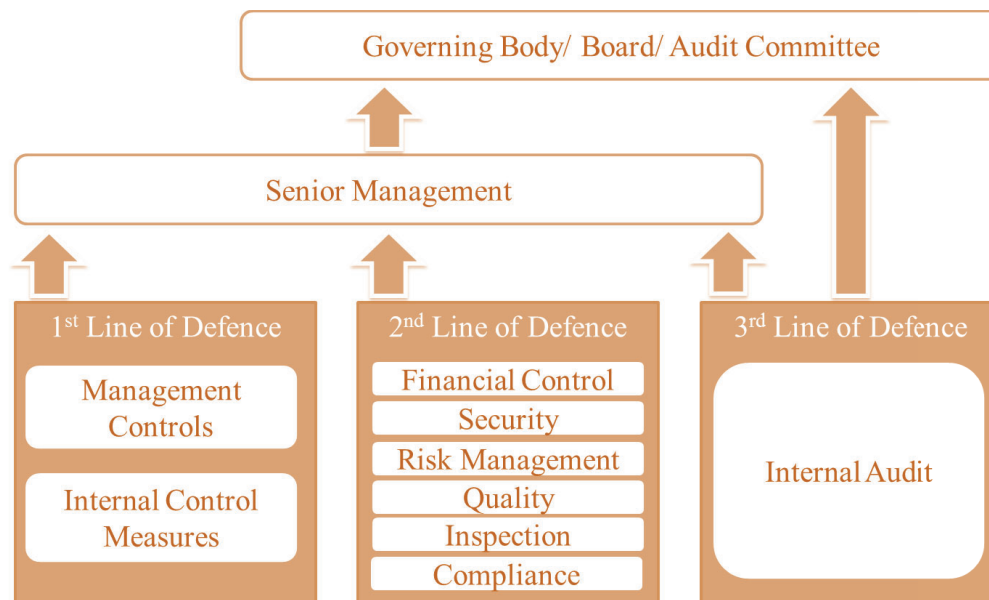 Governing Body/ Board/ Audit Committee
Senior Management
1st Line of Defence
Management
Controls
Internal Control
Measures
2nd Line of Defence
Financial Control
Security
Risk Management
Quality
Inspection
Compliance
3rd Line of Defence
Internal Audit